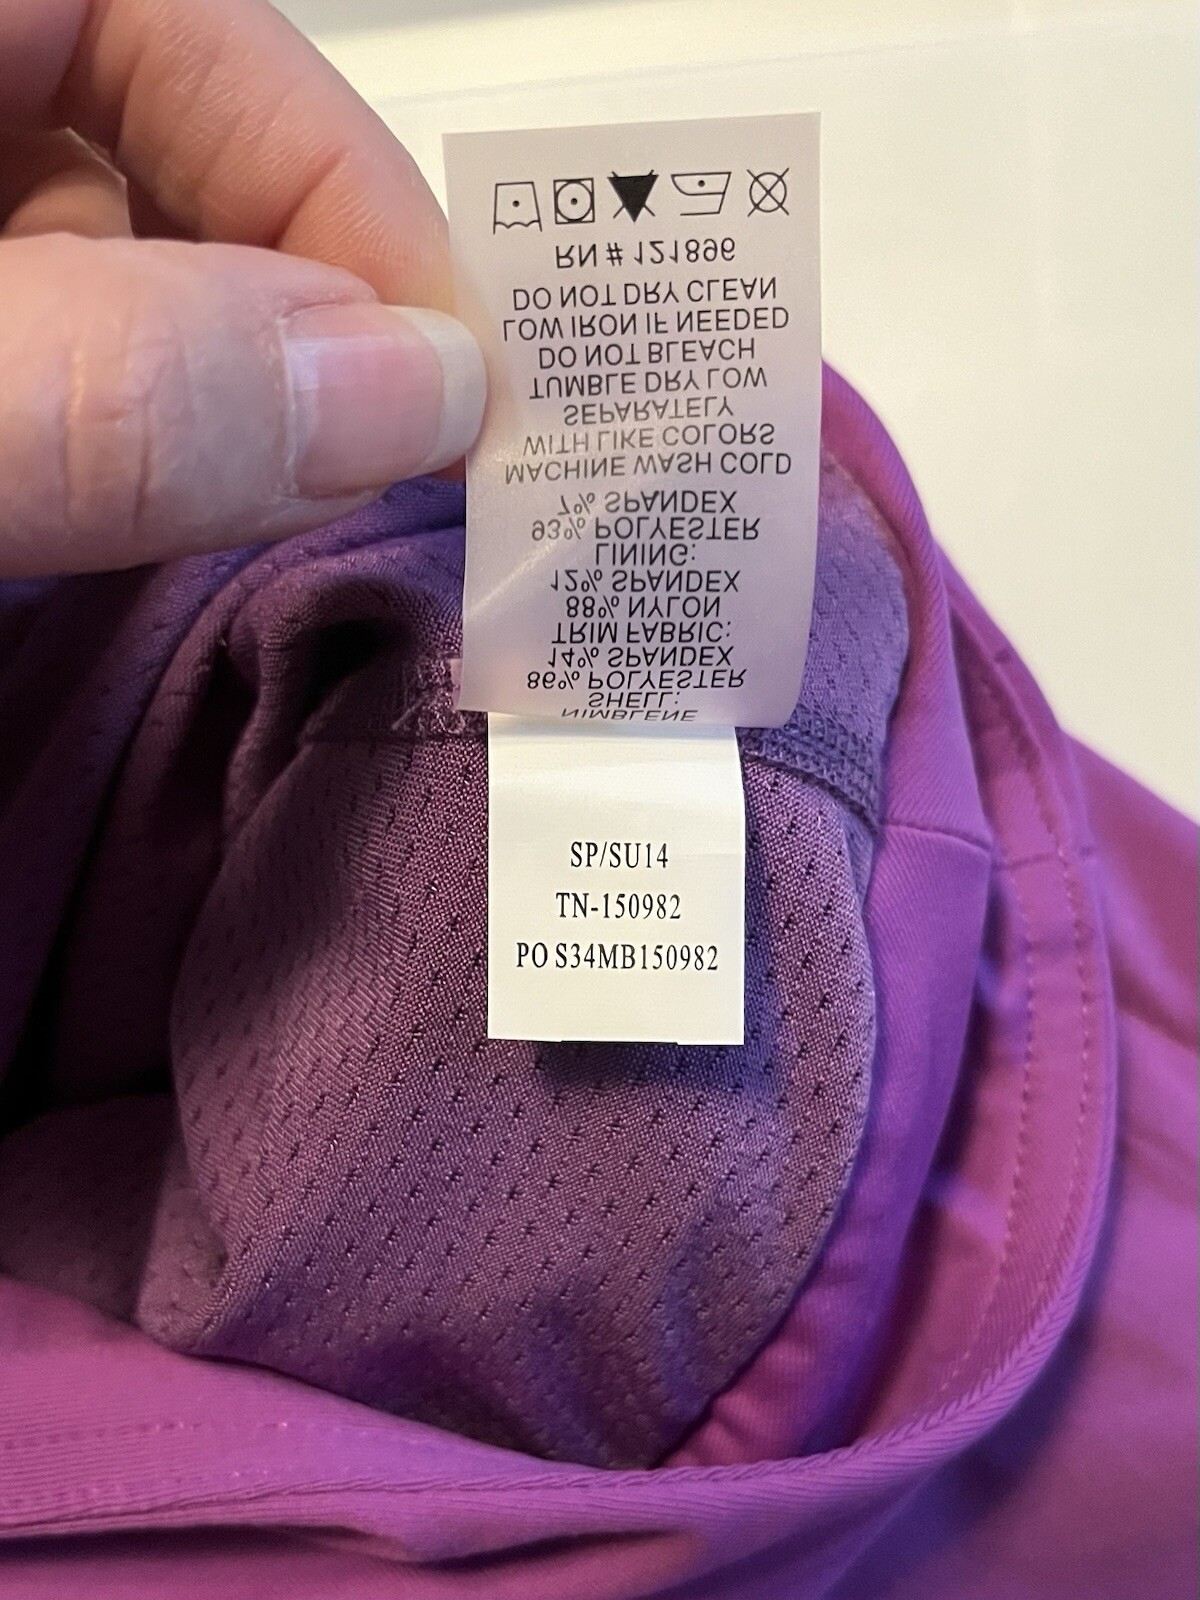 NIMBLENE
SHELL:
86% POLYESTER
14% SPANDEX
TRIM FABRIC:
88% NYLON
12% SPANDEX
LINING:
93% POLYESTER
7% SPANDEX
MACHINE WASH COLD
WITH LIKE COLORS
SEPARATELY
TUMBLE DRY LOW
DO NOT BLEACH
LOW IRON IF NEEDED
DO NOT DRY CLEAN
RN # 121896
SP/SU14
TN-150982
PO S34MB150982